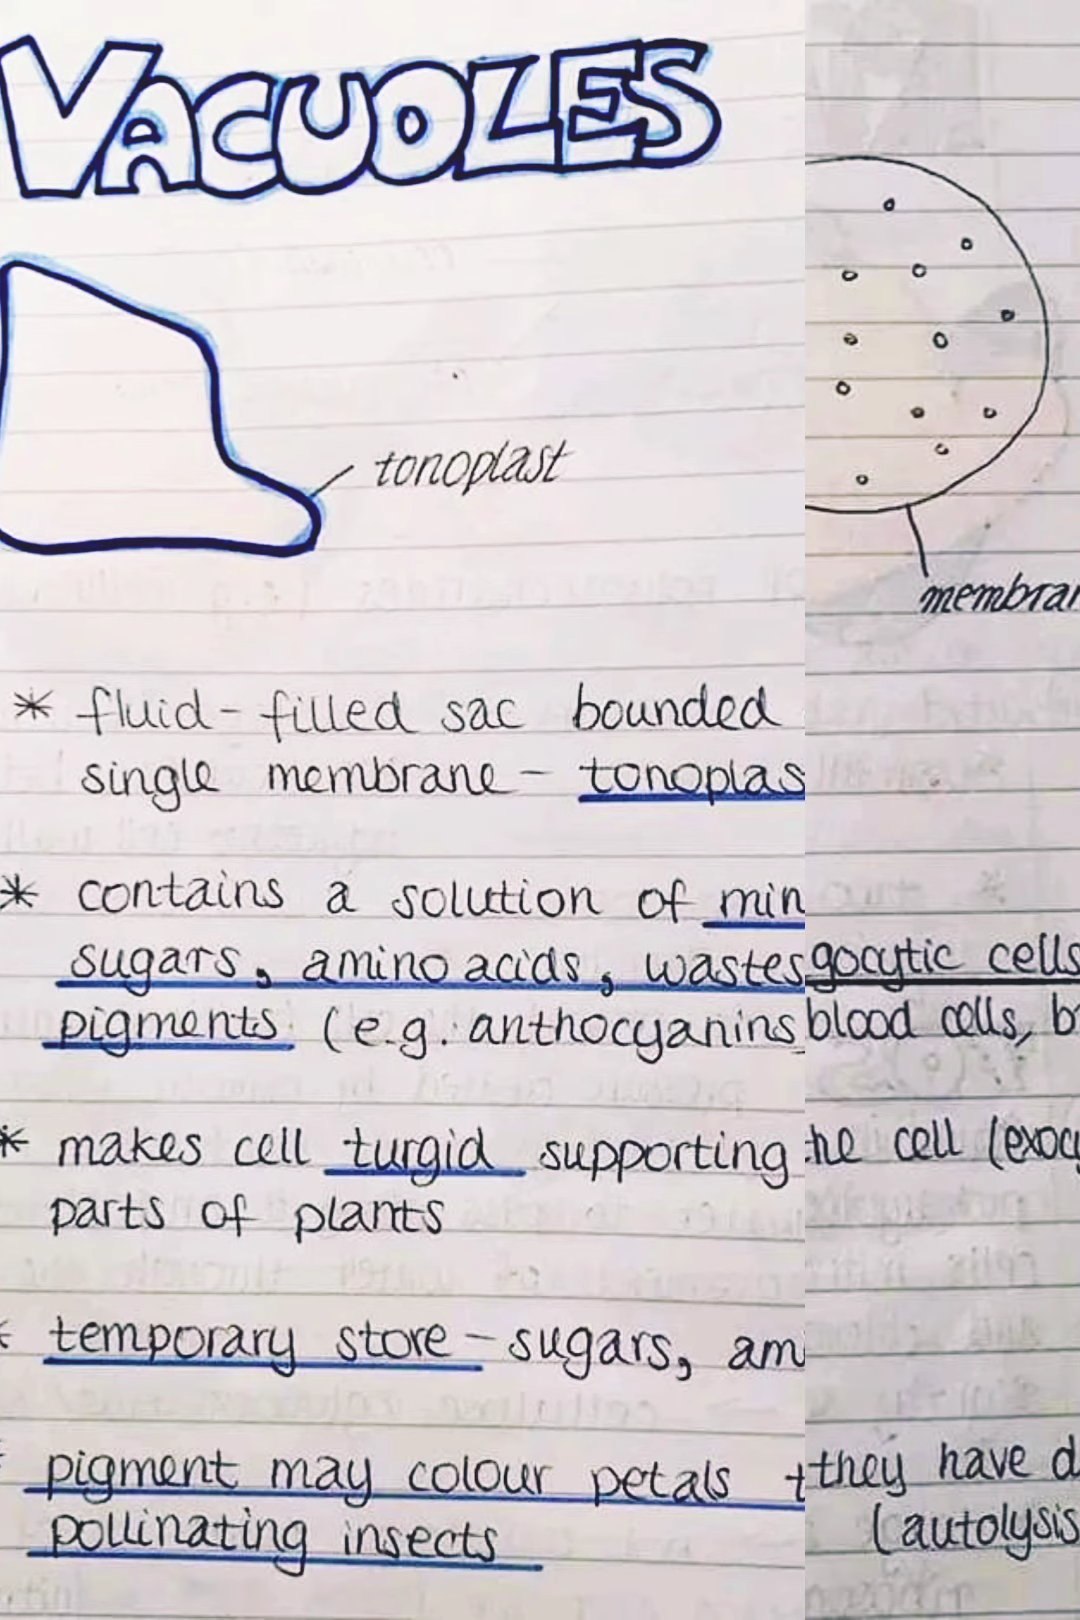 VACUOLES
tonoplast
* fluid-filled sac bounded
single membrane - tonoplas
* contains a solution of min
sugars, amino acids, wastes
pigments (e.g. anthocyanins
* makes cell turgid supporting
parts of plants
* temporary store - sugars, am
pigment may colour petals t
pollinating insects
membran
gocytic cells
blood cells, b
he cell (exocy
they have d
(autolysis